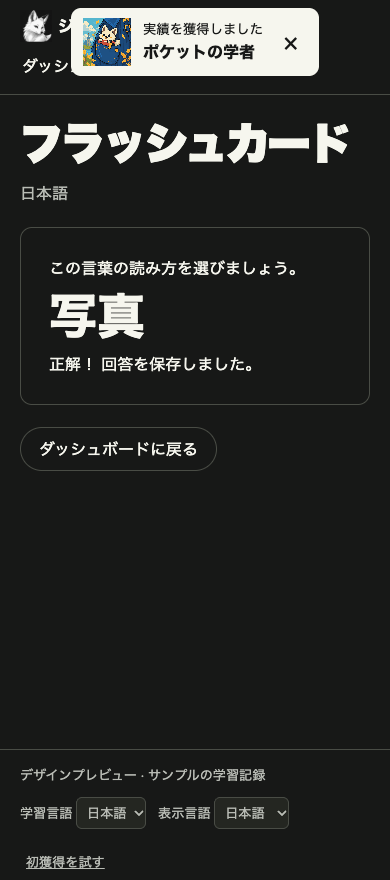 実績を獲得しました
ポケットの学者
×
ダッシ
フラッシュカード
日本語
この言葉の読み方を選びましょう。
写真
正解！ 回答を保存しました。
ダッシュボードに戻る
デザインプレビュー · サンプルの学習記録
学習言語 日本語 表示言語 日本語
初獲得を試す